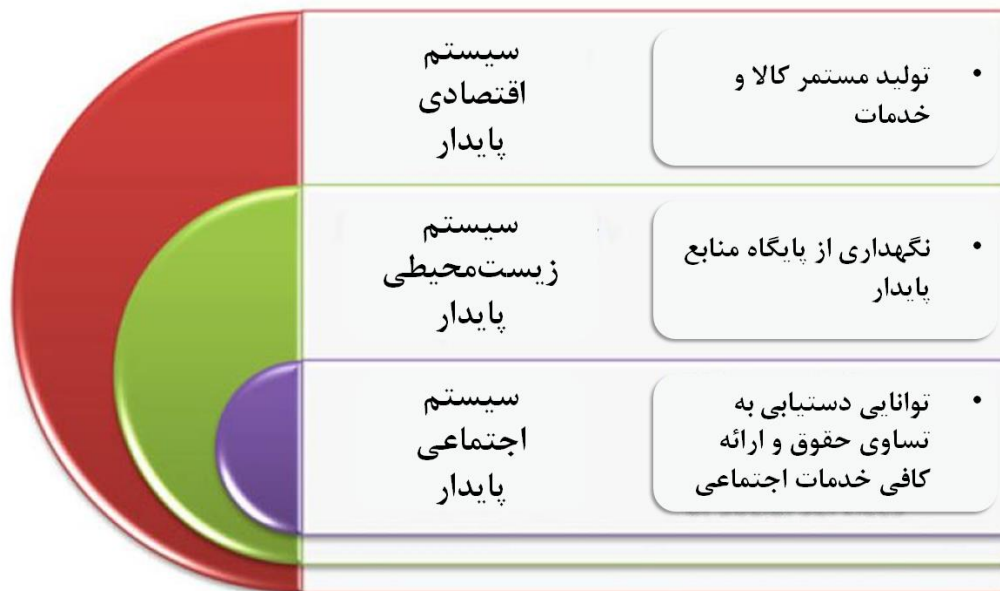 سیستم
اقتصادی
پایدار
• تولید مستمر کالا و
خدمات
سیستم
زیست‌محیطی
پایدار
• نگهداری از پایگاه منابع
پایدار
سیستم
اجتماعی
پایدار
• توانایی دستیابی به
تساوی حقوق و ارائه
کافی خدمات اجتماعی